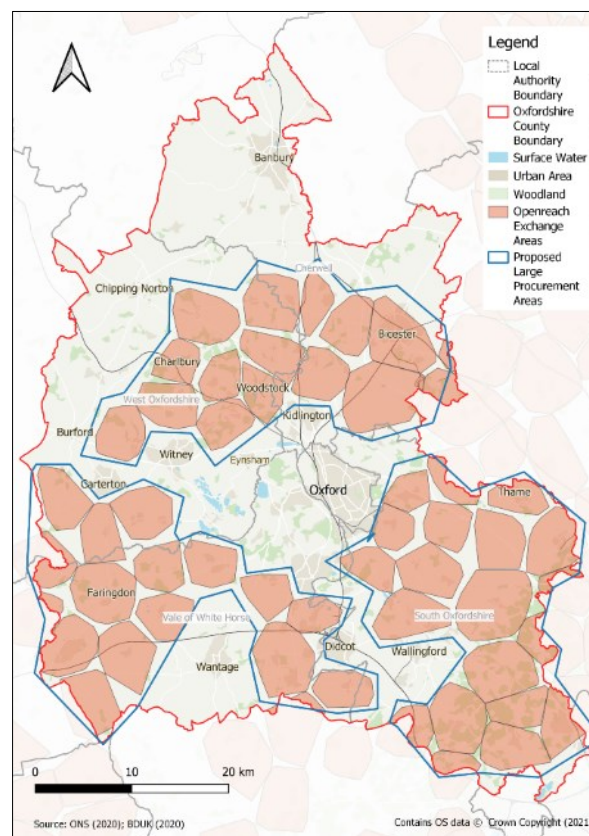 Legend
Local
Authority
Boundary
Oxfordshire
County
Boundary
Surface Water
Urban Area
Woodland
Openreach
Exchange
Areas
Proposed
Large
Procurement
Areas
Banbury
Cherwell
Chipping Norton
Bicester
Charlbury
Woodstock
West Oxfordshire
Kidlington
Burford
Witney
Eynsham
Carterton
Oxford
Thame
Faringdon
Vale of White Horse
South Oxfordshire
Didcot
Wallingford
Wantage
0 10 20 km
Source: ONS (2020); BDUK (2020)
Contains OS data © Crown Copyright (2021